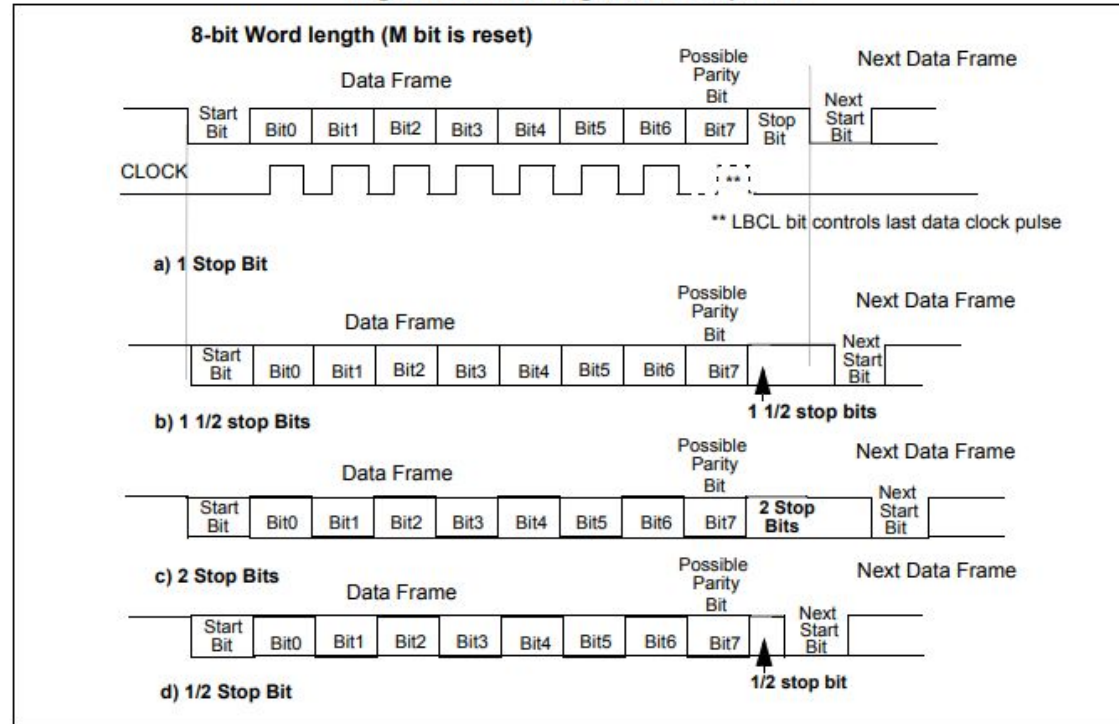 8-bit Word length (M bit is reset)
Possible
Next Data Frame
Data Frame
Parity
Bit
Start
Bit
Bit0 Bit1 Bit2 Bit3 Bit4 Bit5 Bit6 Bit7
Stop
Bit
Next
Start
Bit
CLOCK
**
** LBCL bit controls last data clock pulse
a) 1 Stop Bit
Possible
Parity
Bit
Next Data Frame
Data Frame
Start
Bit
Bit0 Bit1 Bit2 Bit3 Bit4 Bit5 Bit6 Bit7
Next
Start
Bit
1 1/2 stop bits
b) 1 1/2 stop Bits
Possible
Parity
Bit
Next Data Frame
Data Frame
Start
Bit
Bit0 Bit1 Bit2 Bit3 Bit4 Bit5 Bit6 Bit7
2 Stop
Bits
Next
Start
Bit
c) 2 Stop Bits
Possible
Parity
Bit
Next Data Frame
Data Frame
Start
Bit
Bit0 Bit1 Bit2 Bit3 Bit4 Bit5 Bit6 Bit7
Next
Start
Bit
1/2 stop bit
d) 1/2 Stop Bit